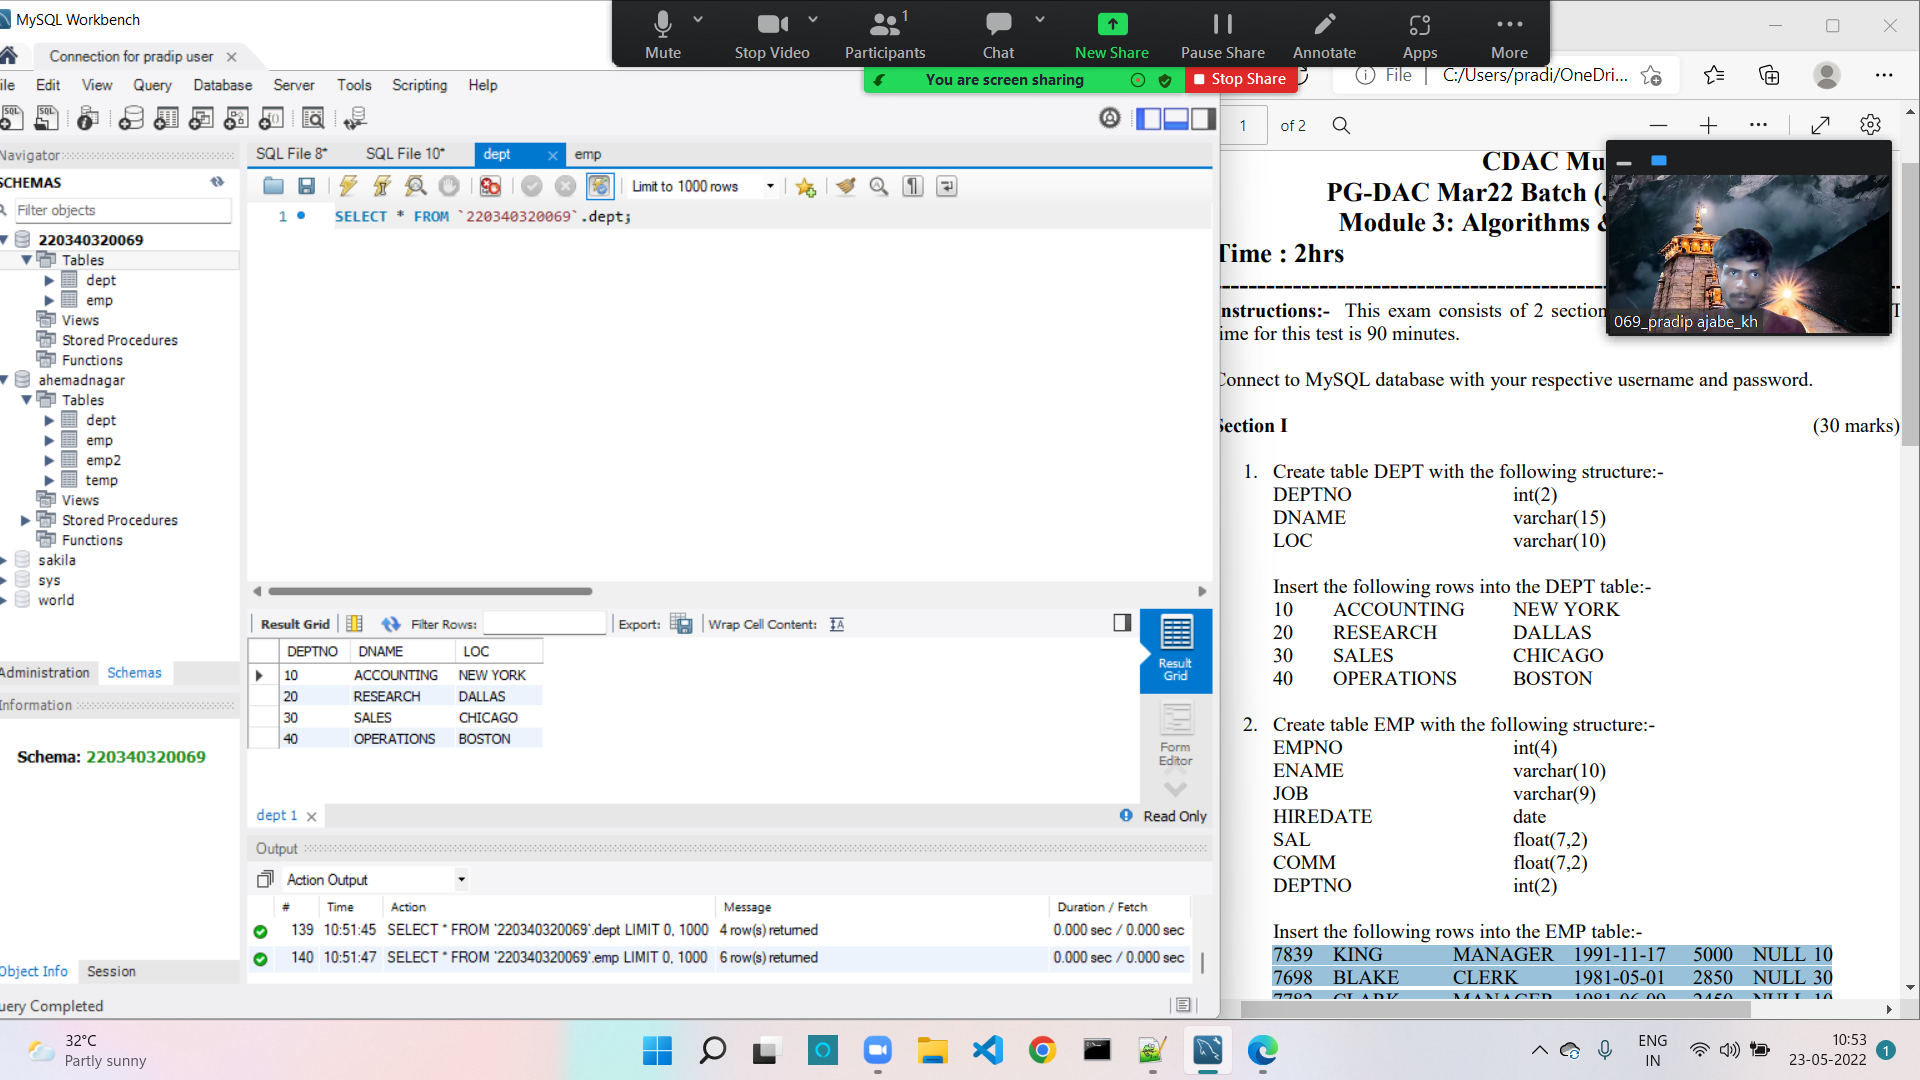 MySQL Workbench
Connection for pradip user
ile Edit View Query Database Server Tools Scripting Help
Mute Stop Video Participants 1 Chat New Share Pause Share Annotate Apps More
You are screen sharing Stop Share
File C:/Users/pradi/OneDri...
1 of 2
Navigator
SCHEMAS
Filter objects
220340320069
Tables
dept
emp
Views
Stored Procedures
Functions
ahemadnagar
Tables
dept
emp
emp2
temp
Views
Stored Procedures
Functions
sakila
sys
world
Administration Schemas
Information
Schema: 220340320069
Object Info Session
uery Completed
SQL File 8* SQL File 10* dept emp
Limit to 1000 rows
1 SELECT * FROM `220340320069`.dept;
Result Grid Filter Rows: Export: Wrap Cell Content:
DEPTNO DNAME LOC
10 ACCOUNTING NEW YORK
20 RESEARCH DALLAS
30 SALES CHICAGO
40 OPERATIONS BOSTON
Result Grid
Form Editor
dept 1 Read Only
Output
Action Output
# Time Action Message Duration / Fetch
139 10:51:45 SELECT * FROM `220340320069`.dept LIMIT 0, 1000 4 row(s) returned 0.000 sec / 0.000 sec
140 10:51:47 SELECT * FROM `220340320069`.emp LIMIT 0, 1000 6 row(s) returned 0.000 sec / 0.000 sec
CDAC Mu
PG-DAC Mar22 Batch (
Module 3: Algorithms &
Time : 2hrs
069_pradip ajabe_kh
nstructions:- This exam consists of 2 section
ime for this test is 90 minutes.
Connect to MySQL database with your respective username and password.
Section I (30 marks)
1. Create table DEPT with the following structure:-
DEPTNO int(2)
DNAME varchar(15)
LOC varchar(10)
Insert the following rows into the DEPT table:-
10 ACCOUNTING NEW YORK
20 RESEARCH DALLAS
30 SALES CHICAGO
40 OPERATIONS BOSTON
2. Create table EMP with the following structure:-
EMPNO int(4)
ENAME varchar(10)
JOB varchar(9)
HIREDATE date
SAL float(7,2)
COMM float(7,2)
DEPTNO int(2)
Insert the following rows into the EMP table:-
7839 KING MANAGER 1991-11-17 5000 NULL 10
7698 BLAKE CLERK 1981-05-01 2850 NULL 30
7782 CLARK MANAGER 1981-06-09 2450 NULL 10
32°C
Partly sunny
ENG
IN
10:53
23-05-2022
1